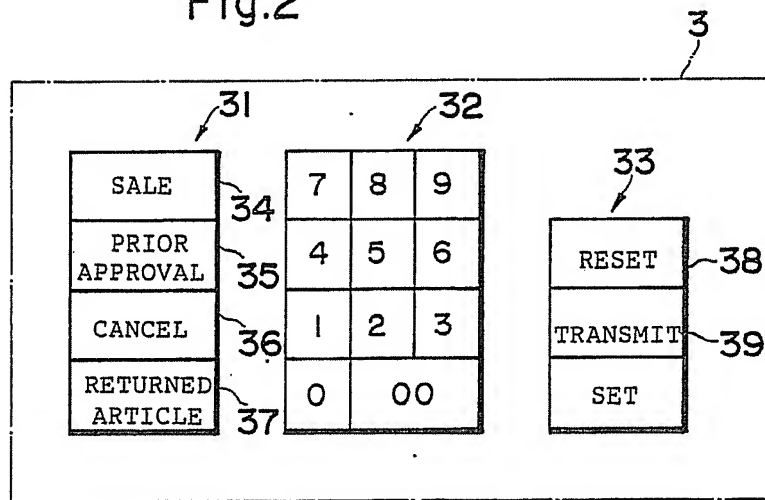 Fig.2
3
31
32
33
SALE
34
PRIOR
APPROVAL
35
CANCEL
36
RETURNED
ARTICLE
37
7 8 9
4 5 6
1 2 3
0 00
RESET
38
TRANSMIT
39
SET